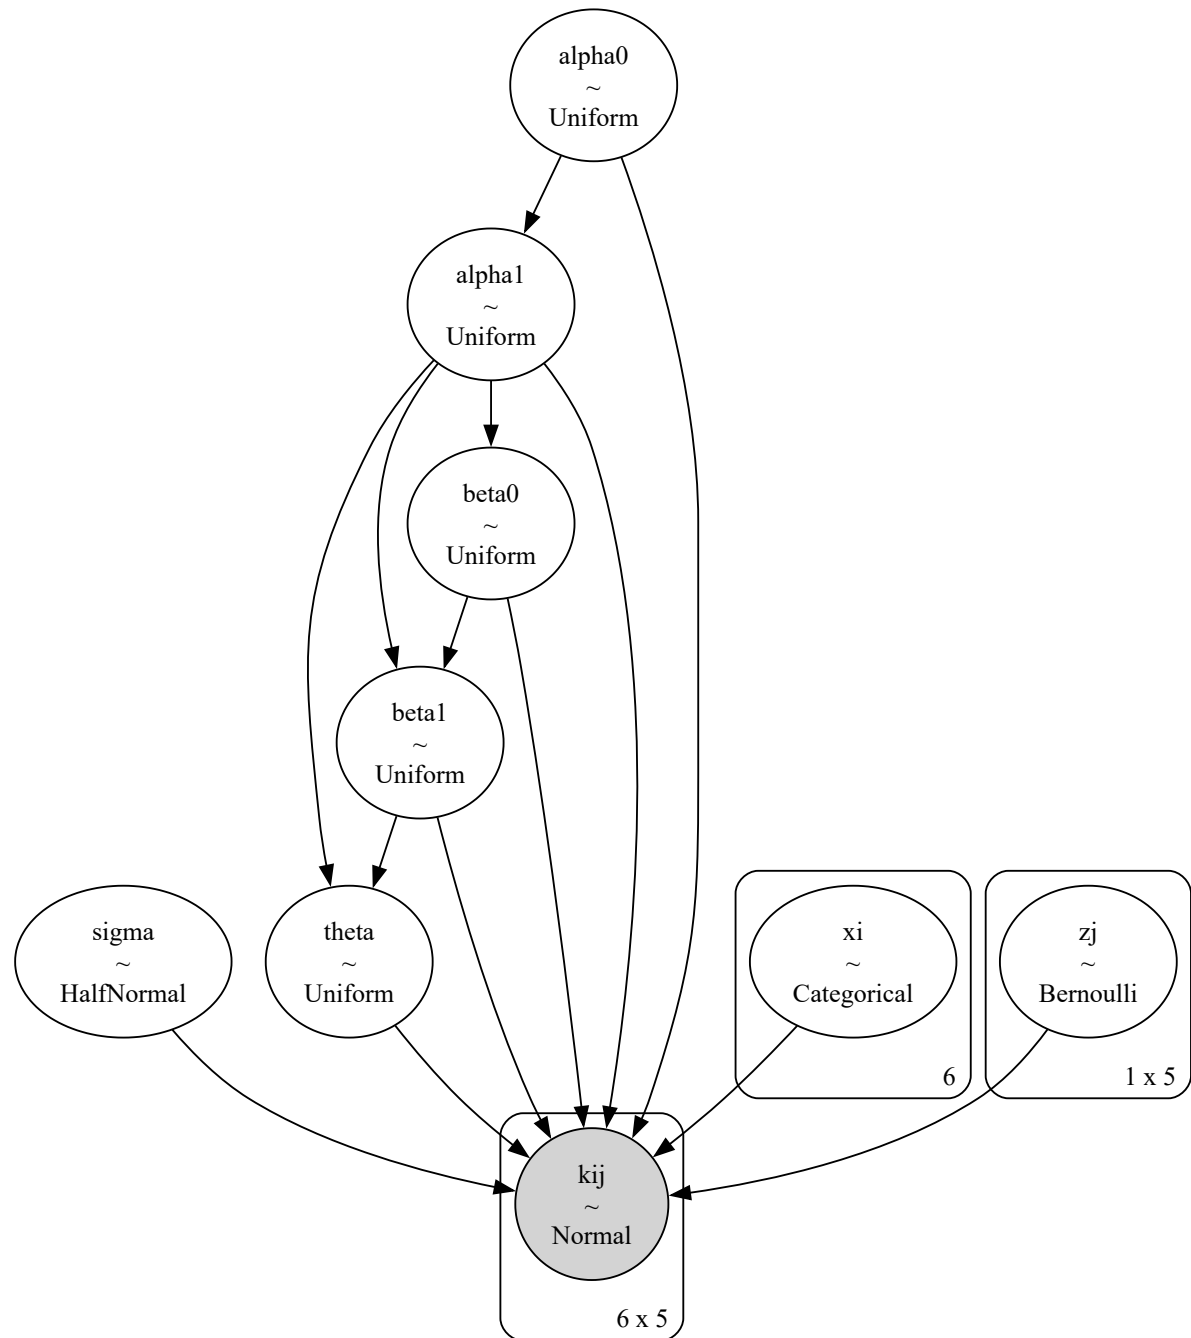 alpha0
~
Uniform
alpha1
~
Uniform
beta0
~
Uniform
beta1
~
Uniform
sigma
~
HalfNormal
theta
~
Uniform
xi
~
Categorical
6
zj
~
Bernoulli
1 x 5
kij
~
Normal
6 x 5